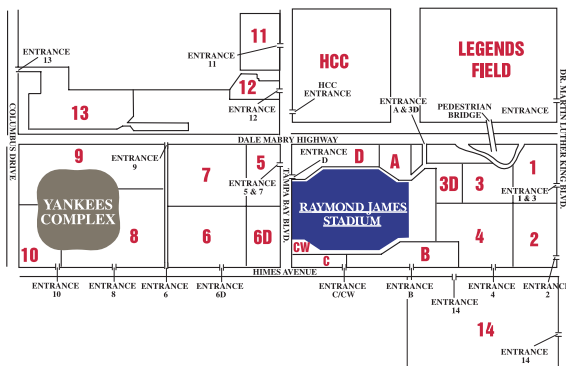 11
ENTRANCE
13
ENTRANCE
11
12
HCC
LEGENDS
FIELD
HCC
ENTRANCE
ENTRANCE
12
13
ENTRANCE
A & 3D
PEDESTRIAN
BRIDGE
ENTRANCE
COLUMBUS DRIVE
DR. MARTIN LUTHER KING BLVD.
DALE MABRY HIGHWAY
9
ENTRANCE
9
7
5
ENTRANCE
5 & 7
ENTRANCE
D
TAMPA BAY BLVD.
D
A
3D
3
1
ENTRANCE
1 & 3
YANKEES
COMPLEX
RAYMOND JAMES
STADIUM
10
8
6
6D
CW
C
B
4
2
HIMES AVENUE
ENTRANCE
10
ENTRANCE
8
ENTRANCE
6
ENTRANCE
6D
ENTRANCE
C/CW
ENTRANCE
B
ENTRANCE
14
ENTRANCE
4
ENTRANCE
2
14
ENTRANCE
14